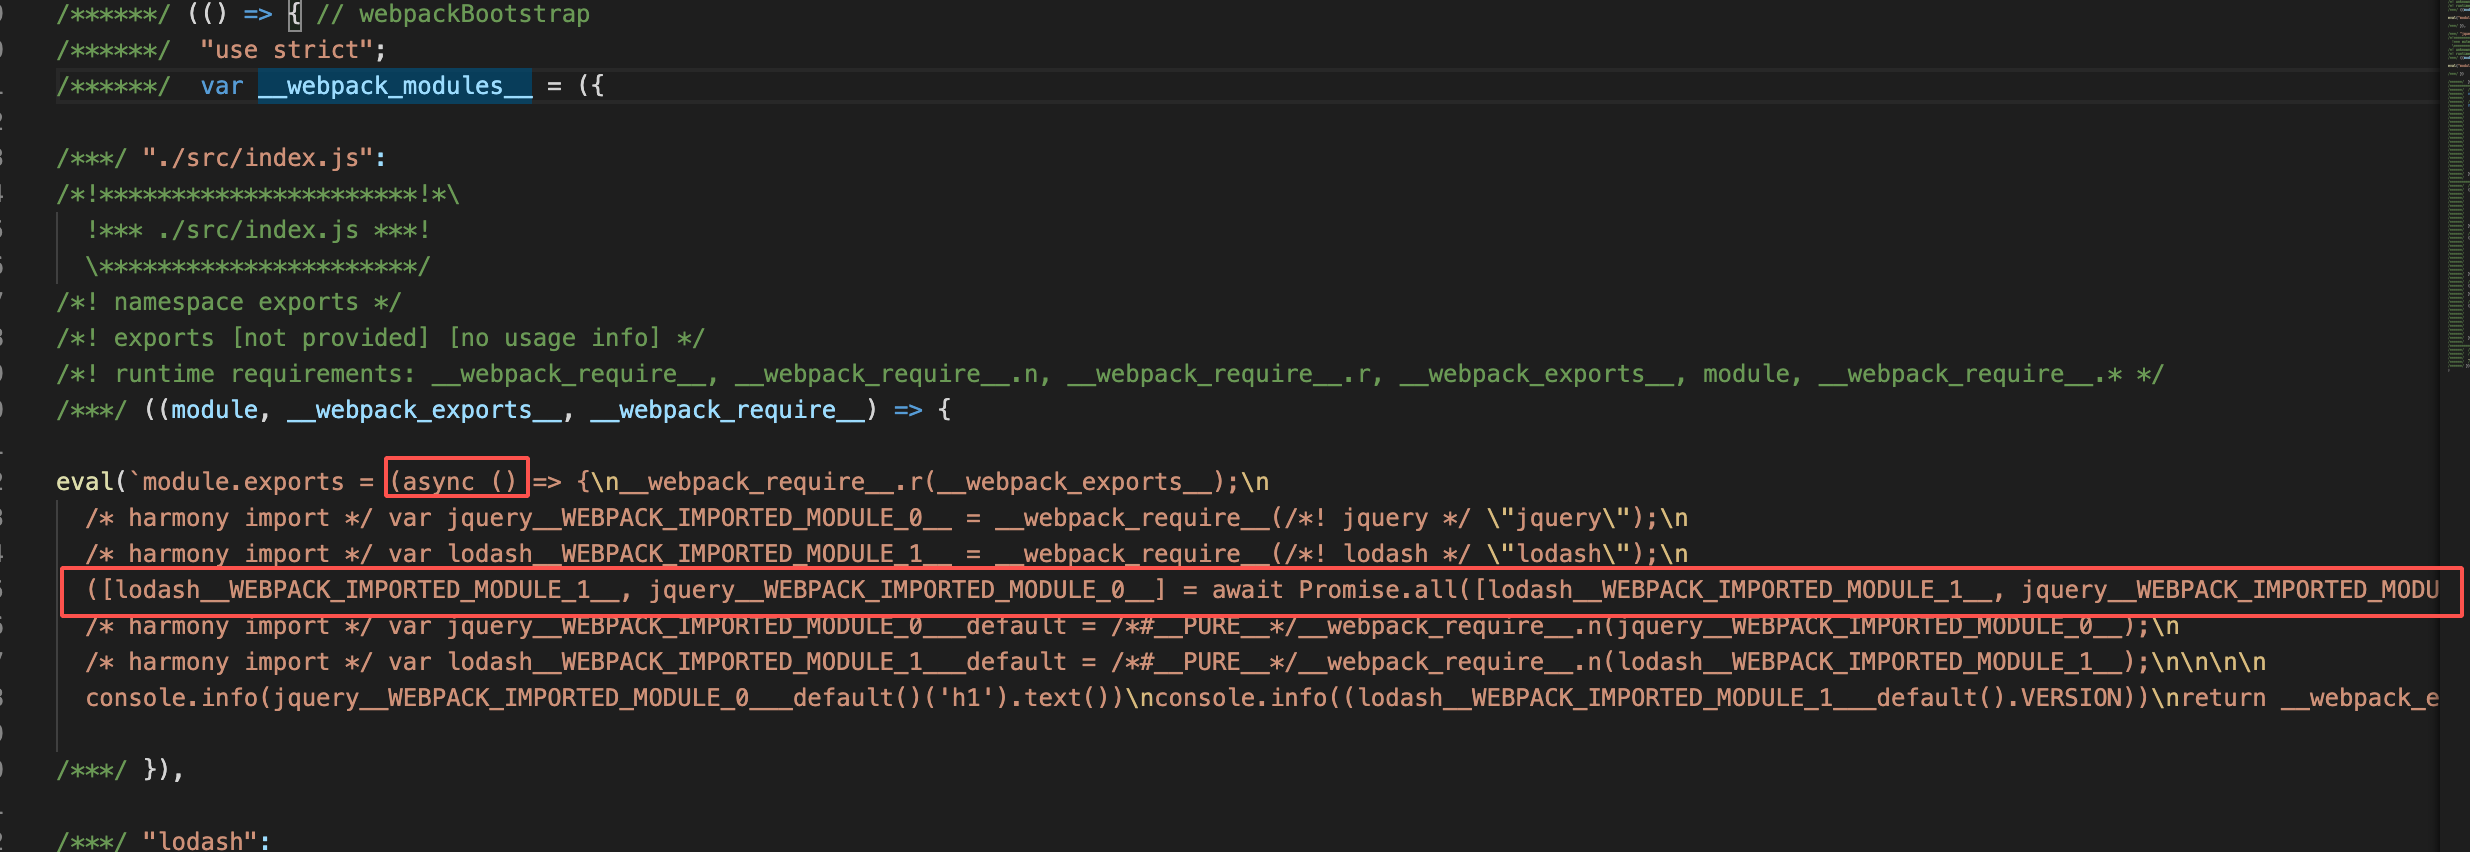 /******/ (() => { // webpackBootstrap
/******/  "use strict";
/******/  var __webpack_modules__ = ({
/***/ "./src/index.js":
/*!**********************!*\
  !*** ./src/index.js ***!
  \**********************/
/*! namespace exports */
/*! exports [not provided] [no usage info] */
/*! runtime requirements: __webpack_require__, __webpack_require__.n, __webpack_require__.r, __webpack_exports__, module, __webpack_require__.* */
/***/ ((module, __webpack_exports__, __webpack_require__) => {
eval(`module.exports = (async () => {\n__webpack_require__.r(__webpack_exports__);\n
  /* harmony import */ var jquery__WEBPACK_IMPORTED_MODULE_0__ = __webpack_require__(/*! jquery */ \"jquery\");\n
  /* harmony import */ var lodash__WEBPACK_IMPORTED_MODULE_1__ = __webpack_require__(/*! lodash */ \"lodash\");\n
  ([lodash__WEBPACK_IMPORTED_MODULE_1__, jquery__WEBPACK_IMPORTED_MODULE_0__] = await Promise.all([lodash__WEBPACK_IMPORTED_MODULE_1__, jquery__WEBPACK_IMPORTED_MODU
  /* harmony import */ var jquery__WEBPACK_IMPORTED_MODULE_0___default = /*#__PURE__*/__webpack_require__.n(jquery__WEBPACK_IMPORTED_MODULE_0__);\n
  /* harmony import */ var lodash__WEBPACK_IMPORTED_MODULE_1___default = /*#__PURE__*/__webpack_require__.n(lodash__WEBPACK_IMPORTED_MODULE_1__);\n\n\n\n
  console.info(jquery__WEBPACK_IMPORTED_MODULE_0___default()('h1').text())\nconsole.info((lodash__WEBPACK_IMPORTED_MODULE_1___default().VERSION))\nreturn __webpack_e
/***/ }),
/***/ "lodash":